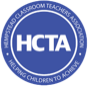 HEMPSTEAD CLASSROOM TEACHERS ASSOCIATION
HCTA
• HELPING CHILDREN TO ACHIEVE •